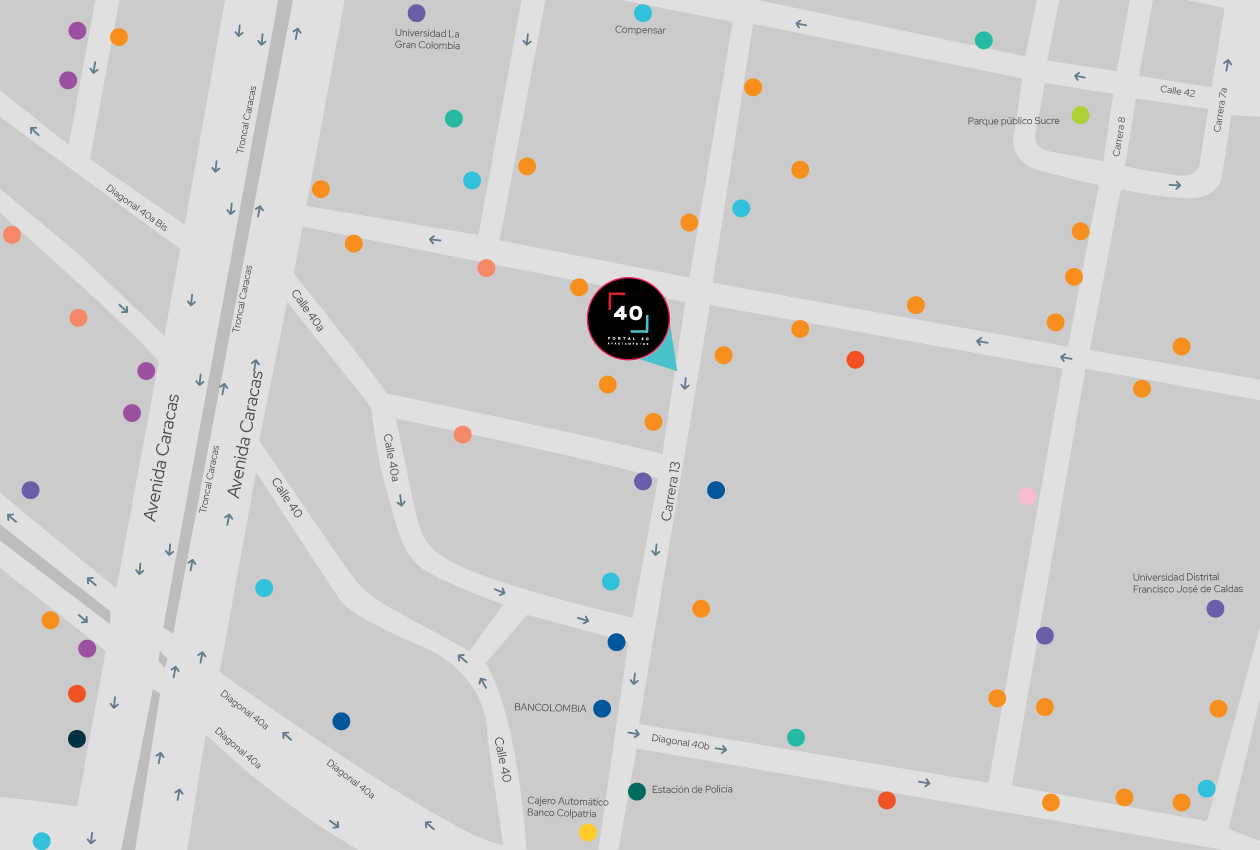 Universidad La
Gran Colombia
Compensar
Calle 42
Carrera 7a
Parque público Sucre
Carrera 8
Troncal Caracas
Diagonal 40a Bis
Troncal Caracas
Calle 40a
40
PORTAL 40
APARTAMENTOS
Avenida Caracas
Avenida Caracas
Troncal Caracas
Calle 40a
Carrera 13
Calle 40
Universidad Distrital
Francisco José de Caldas
Diagonal 40a
Diagonal 40a
Diagonal 40a
BANCOLOMBIA
Calle 40
Diagonal 40b
Estación de Policia
Cajero Automático
Banco Colpatria